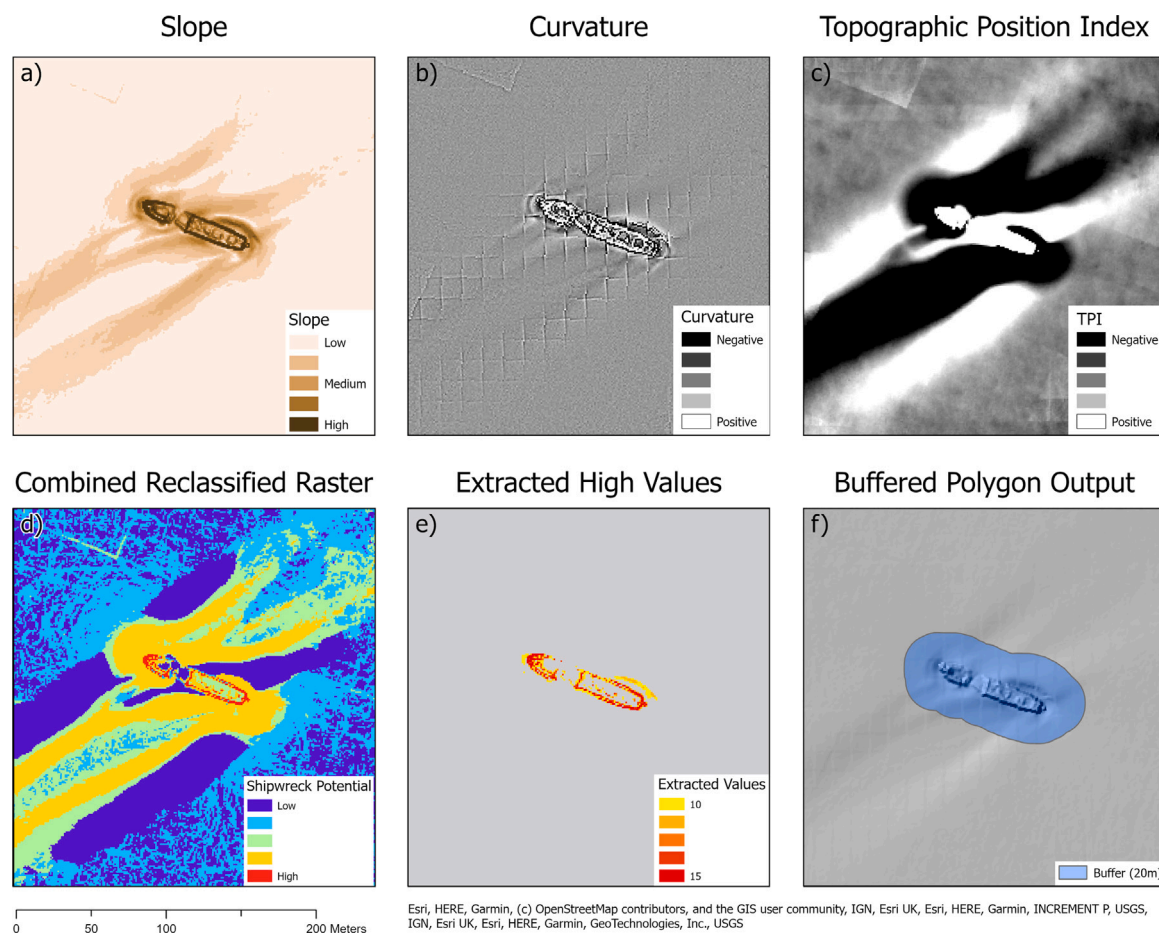 Slope
Curvature
Topographic Position Index
a)
b)
c)
Slope
Low
Medium
High
Curvature
Negative
Positive
TPI
Negative
Positive
Combined Reclassified Raster
Extracted High Values
Buffered Polygon Output
d)
e)
f)
Shipwreck Potential
Low
High
Extracted Values
10
15
Buffer (20m)
0 50 100 200 Meters
Esri, HERE, Garmin, (c) OpenStreetMap contributors, and the GIS user community, IGN, Esri UK, Esri, HERE, Garmin, INCREMENT P, USGS,
IGN, Esri UK, Esri, HERE, Garmin, GeoTechnologies, Inc., USGS